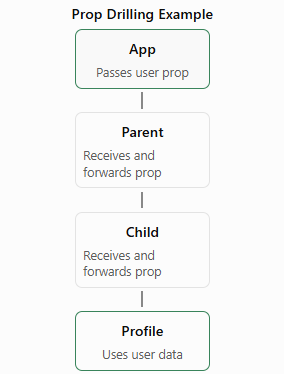 Prop Drilling Example
App
Passes user prop
Parent
Receives and
forwards prop
Child
Receives and
forwards prop
Profile
Uses user data